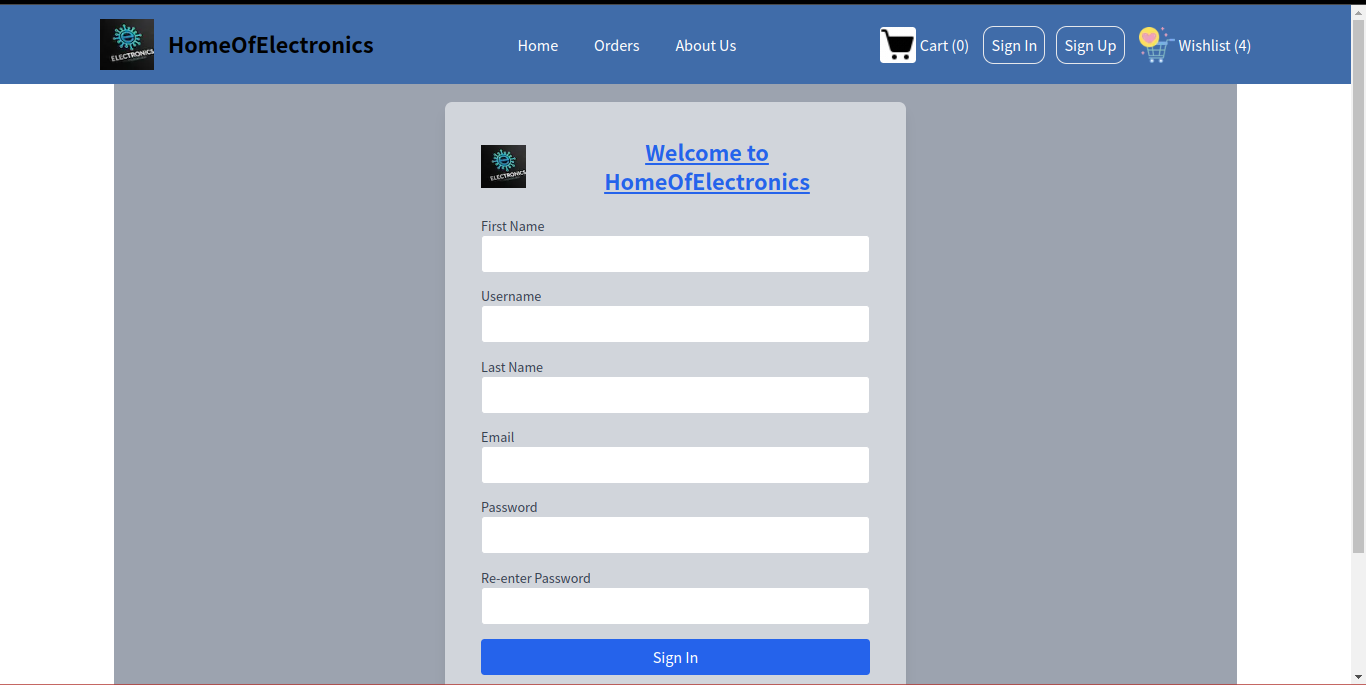 ELECTRONICS
HomeOfElectronics
Home
Orders
About Us
Cart (0)
Sign In
Sign Up
Wishlist (4)
ELECTRONICS
Welcome to
HomeOfElectronics
First Name
Username
Last Name
Email
Password
Re-enter Password
Sign In